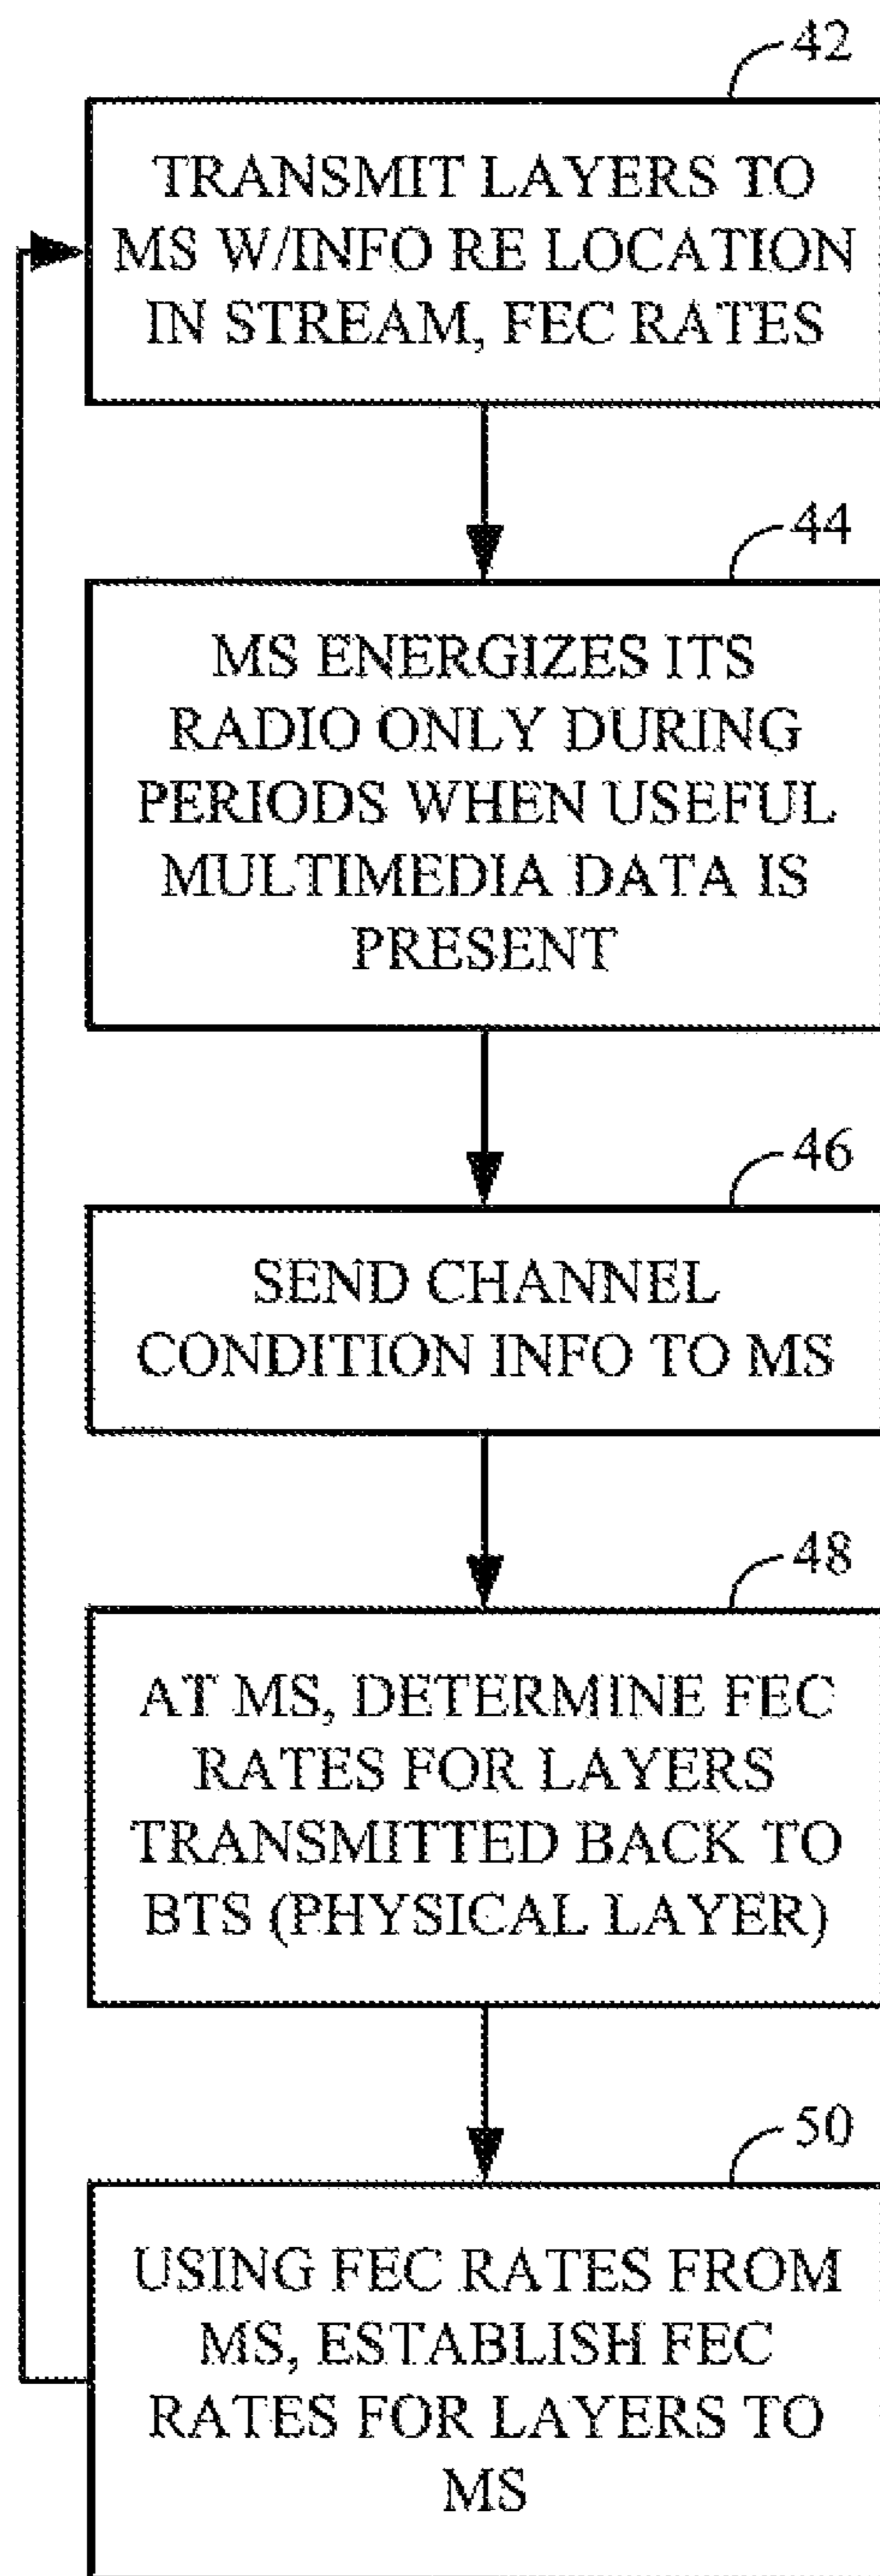 42
TRANSMIT LAYERS TO
MS W/INFO RE LOCATION
IN STREAM, FEC RATES
44
MS ENERGIZES ITS
RADIO ONLY DURING
PERIODS WHEN USEFUL
MULTIMEDIA DATA IS
PRESENT
46
SEND CHANNEL
CONDITION INFO TO MS
48
AT MS, DETERMINE FEC
RATES FOR LAYERS
TRANSMITTED BACK TO
BTS (PHYSICAL LAYER)
50
USING FEC RATES FROM
MS, ESTABLISH FEC
RATES FOR LAYERS TO
MS